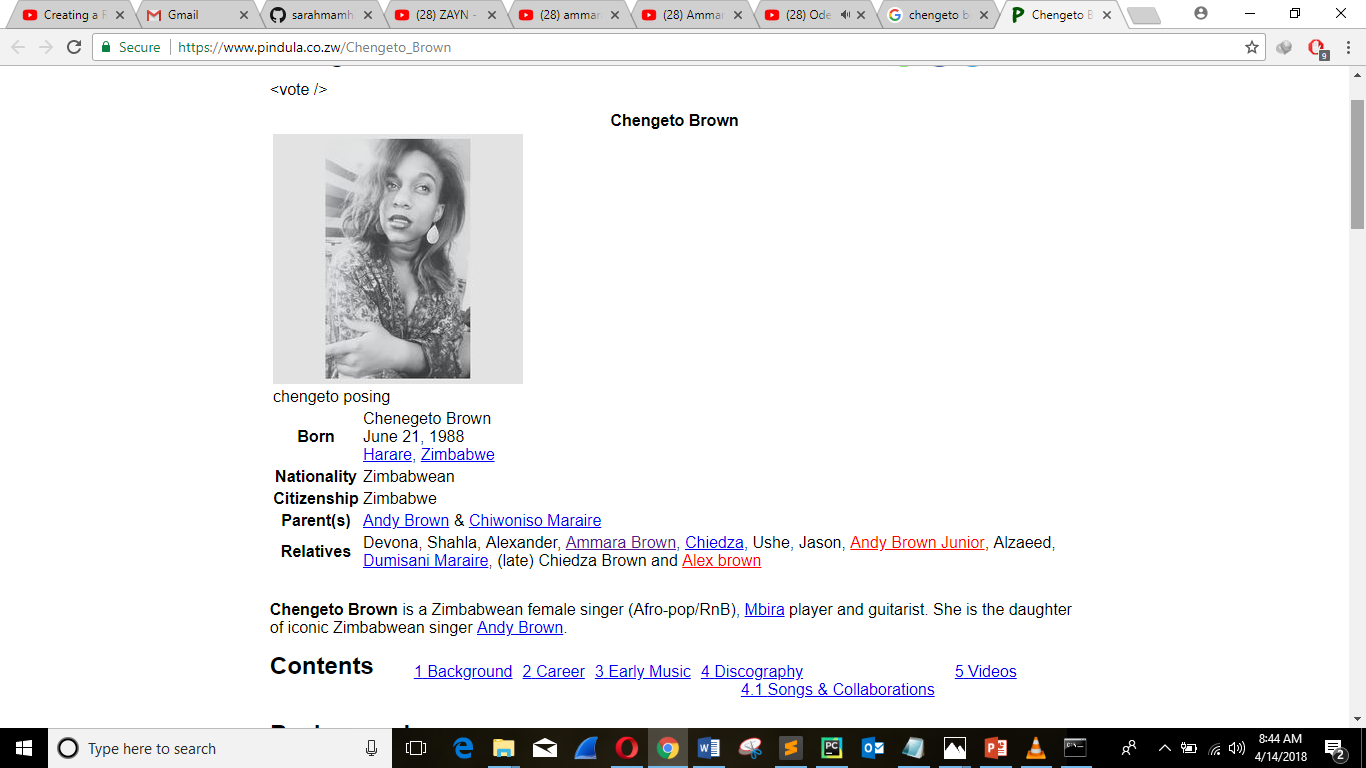 Creating a F
Gmail
sarahmamh
(28) ZAYN -
(28) ammar
(28) Ammar
(28) Ode
chengeto b
Chengeto B
Secure
https://www.pindula.co.zw/Chengeto_Brown
9
<vote />
Chengeto Brown
chengeto posing
Born
Chenegeto Brown
June 21, 1988
Harare, Zimbabwe
Nationality Zimbabwean
Citizenship Zimbabwe
Parent(s) Andy Brown & Chiwoniso Maraire
Relatives
Devona, Shahla, Alexander, Ammara Brown, Chiedza, Ushe, Jason, Andy Brown Junior, Alzaeed,
Dumisani Maraire, (late) Chiedza Brown and Alex brown
Chengeto Brown is a Zimbabwean female singer (Afro-pop/RnB), Mbira player and guitarist. She is the daughter
of iconic Zimbabwean singer Andy Brown.
Contents
1 Background 2 Career 3 Early Music 4 Discography 5 Videos
4.1 Songs & Collaborations
Type here to search
8:44 AM
4/14/2018
2